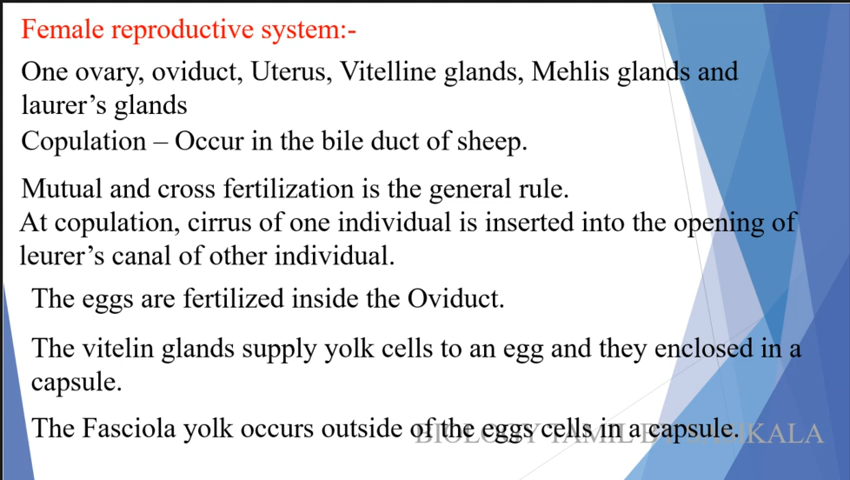 Female reproductive system:-
One ovary, oviduct, Uterus, Vitelline glands, Mehlis glands and
laurer's glands
Copulation – Occur in the bile duct of sheep.
Mutual and cross fertilization is the general rule.
At copulation, cirrus of one individual is inserted into the opening of
leurer's canal of other individual.
The eggs are fertilized inside the Oviduct.
The vitelin glands supply yolk cells to an egg and they enclosed in a
capsule.
The Fasciola yolk occurs outside of the eggs cells in a capsule.
BIOLOGY TAMIL